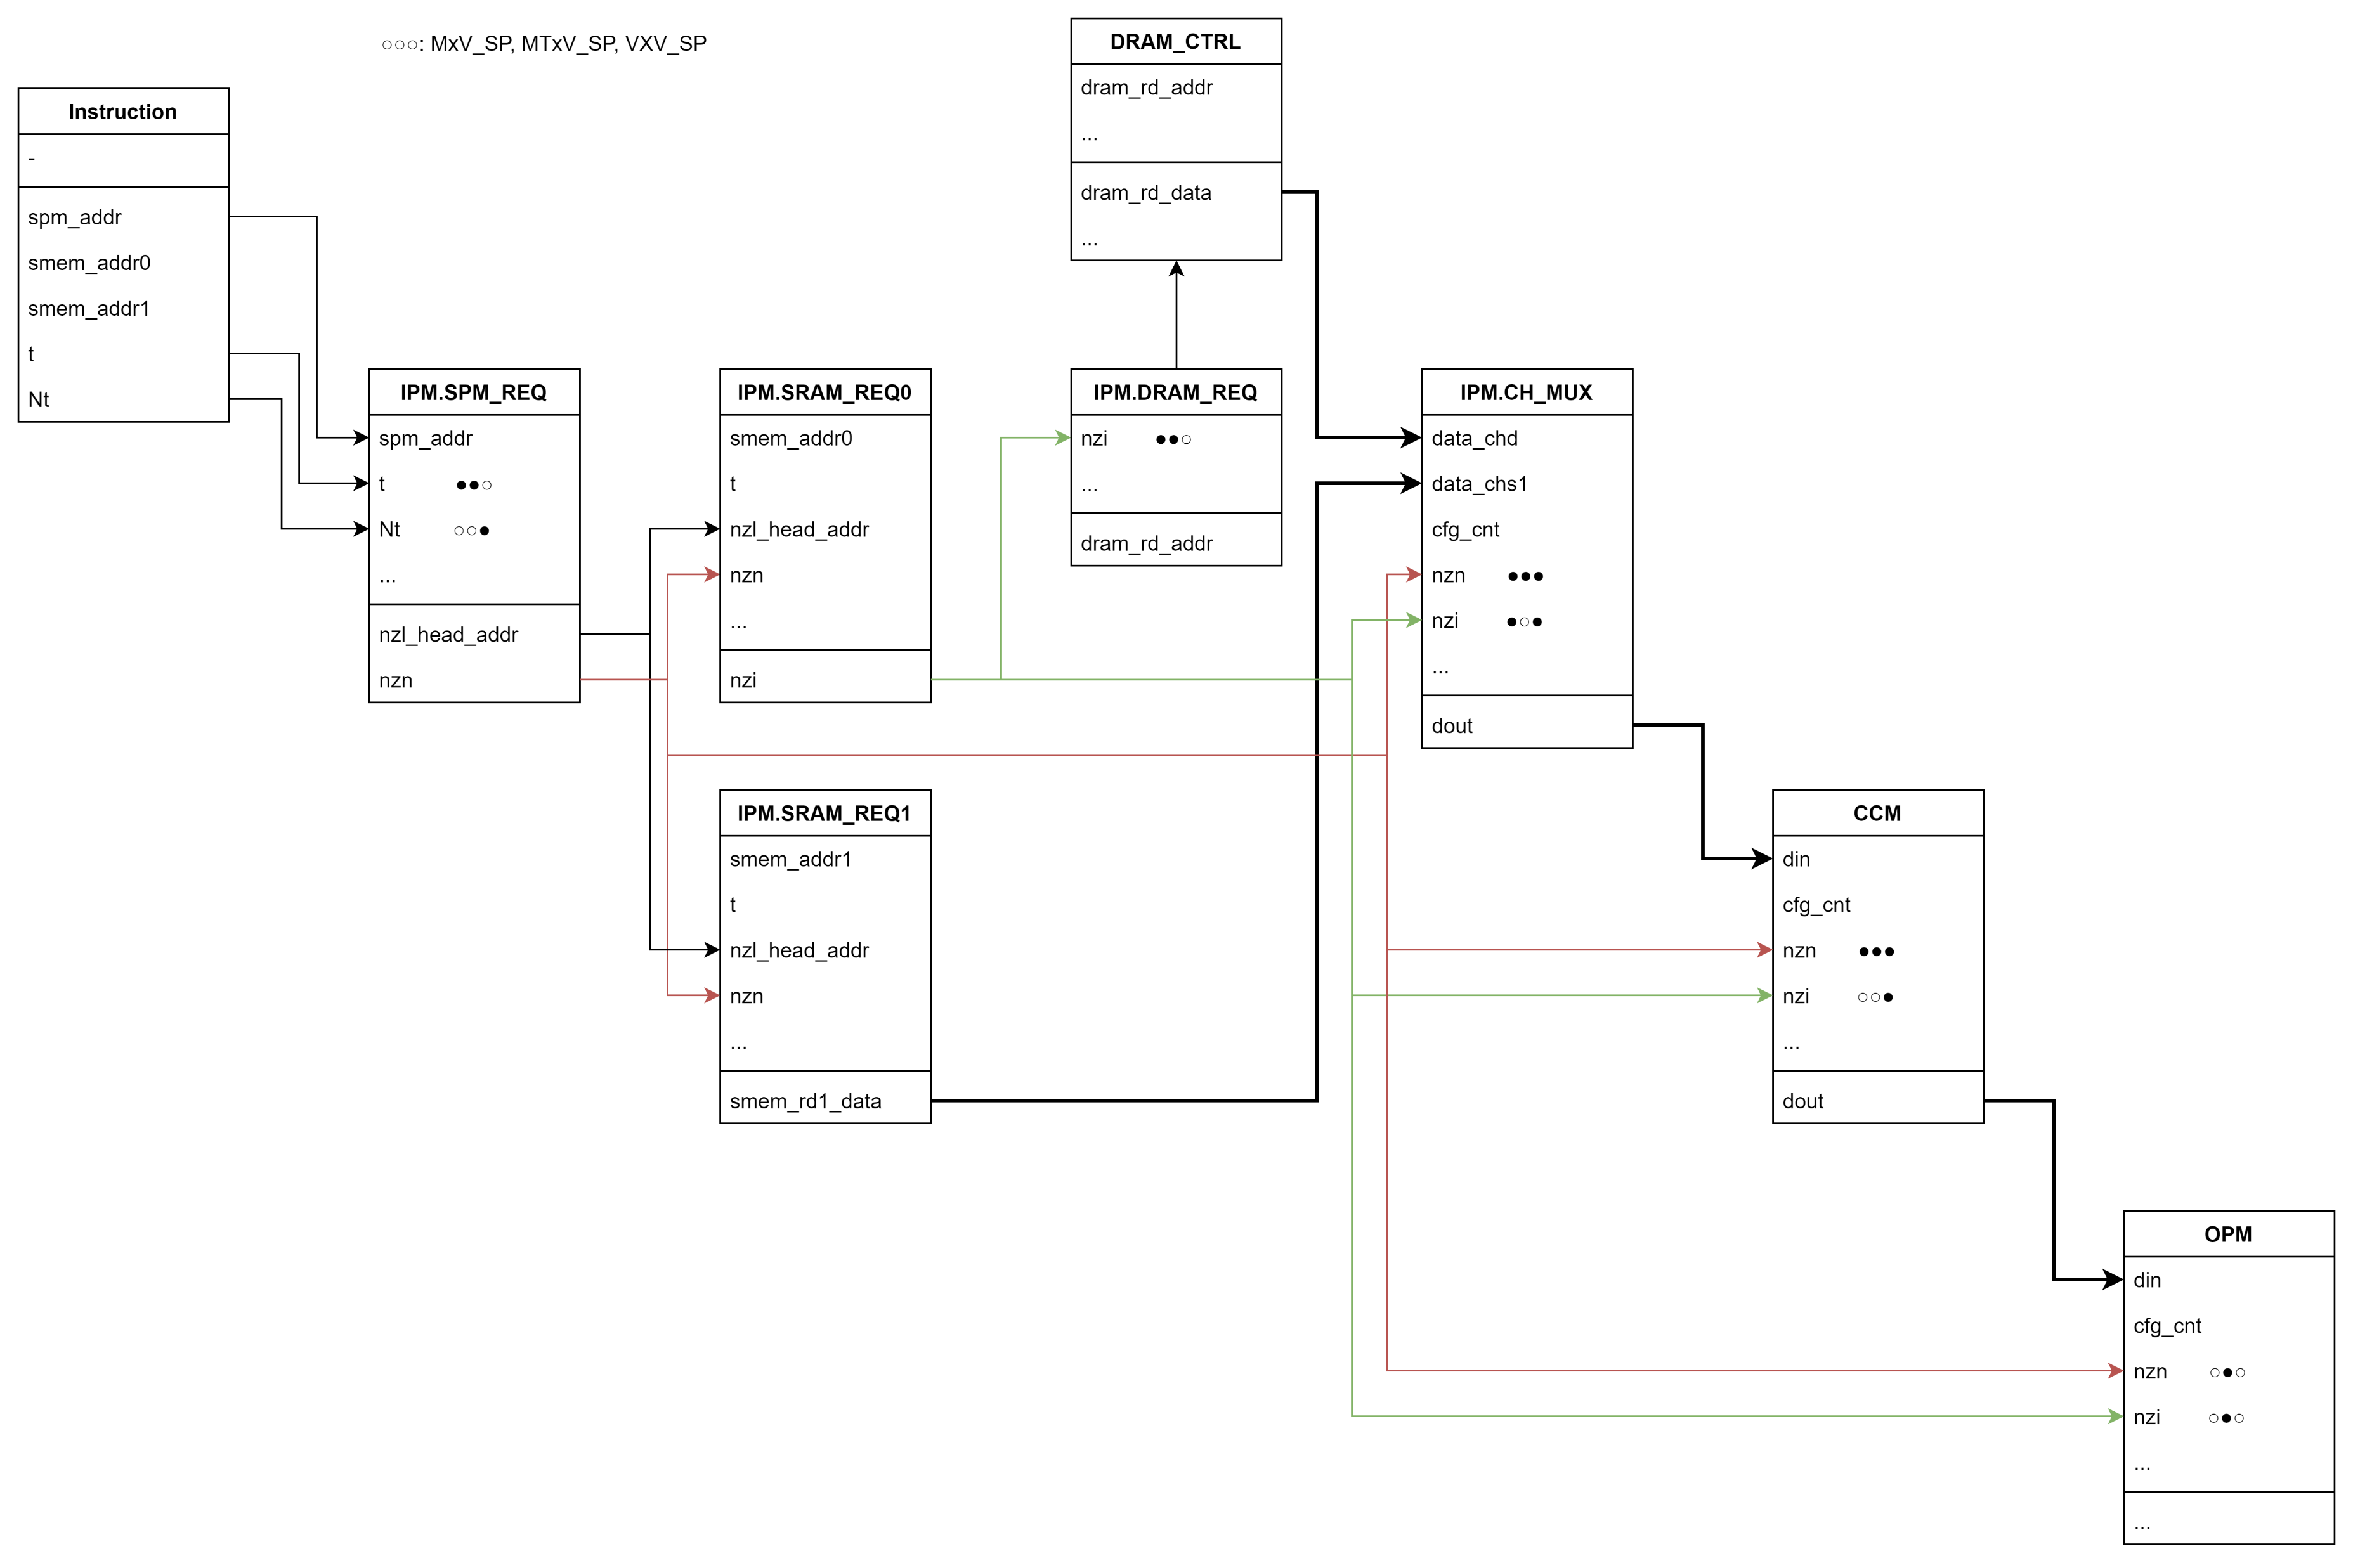 ○○○: MxV_SP, MTxV_SP, VXV_SP
Instruction
-
spm_addr
smem_addr0
smem_addr1
t
Nt
IPM.SPM_REQ
spm_addr
t ●●○
Nt ○○●
...
nzl_head_addr
nzn
IPM.SRAM_REQ0
smem_addr0
t
nzl_head_addr
nzn
...
nzi
IPM.SRAM_REQ1
smem_addr1
t
nzl_head_addr
nzn
...
smem_rd1_data
DRAM_CTRL
dram_rd_addr
...
dram_rd_data
...
IPM.DRAM_REQ
nzi ●●○
...
dram_rd_addr
IPM.CH_MUX
data_chd
data_chs1
cfg_cnt
nzn ●●●
nzi ●○●
...
dout
CCM
din
cfg_cnt
nzn ●●●
nzi ○○●
...
dout
OPM
din
cfg_cnt
nzn ○●○
nzi ○●○
...
...